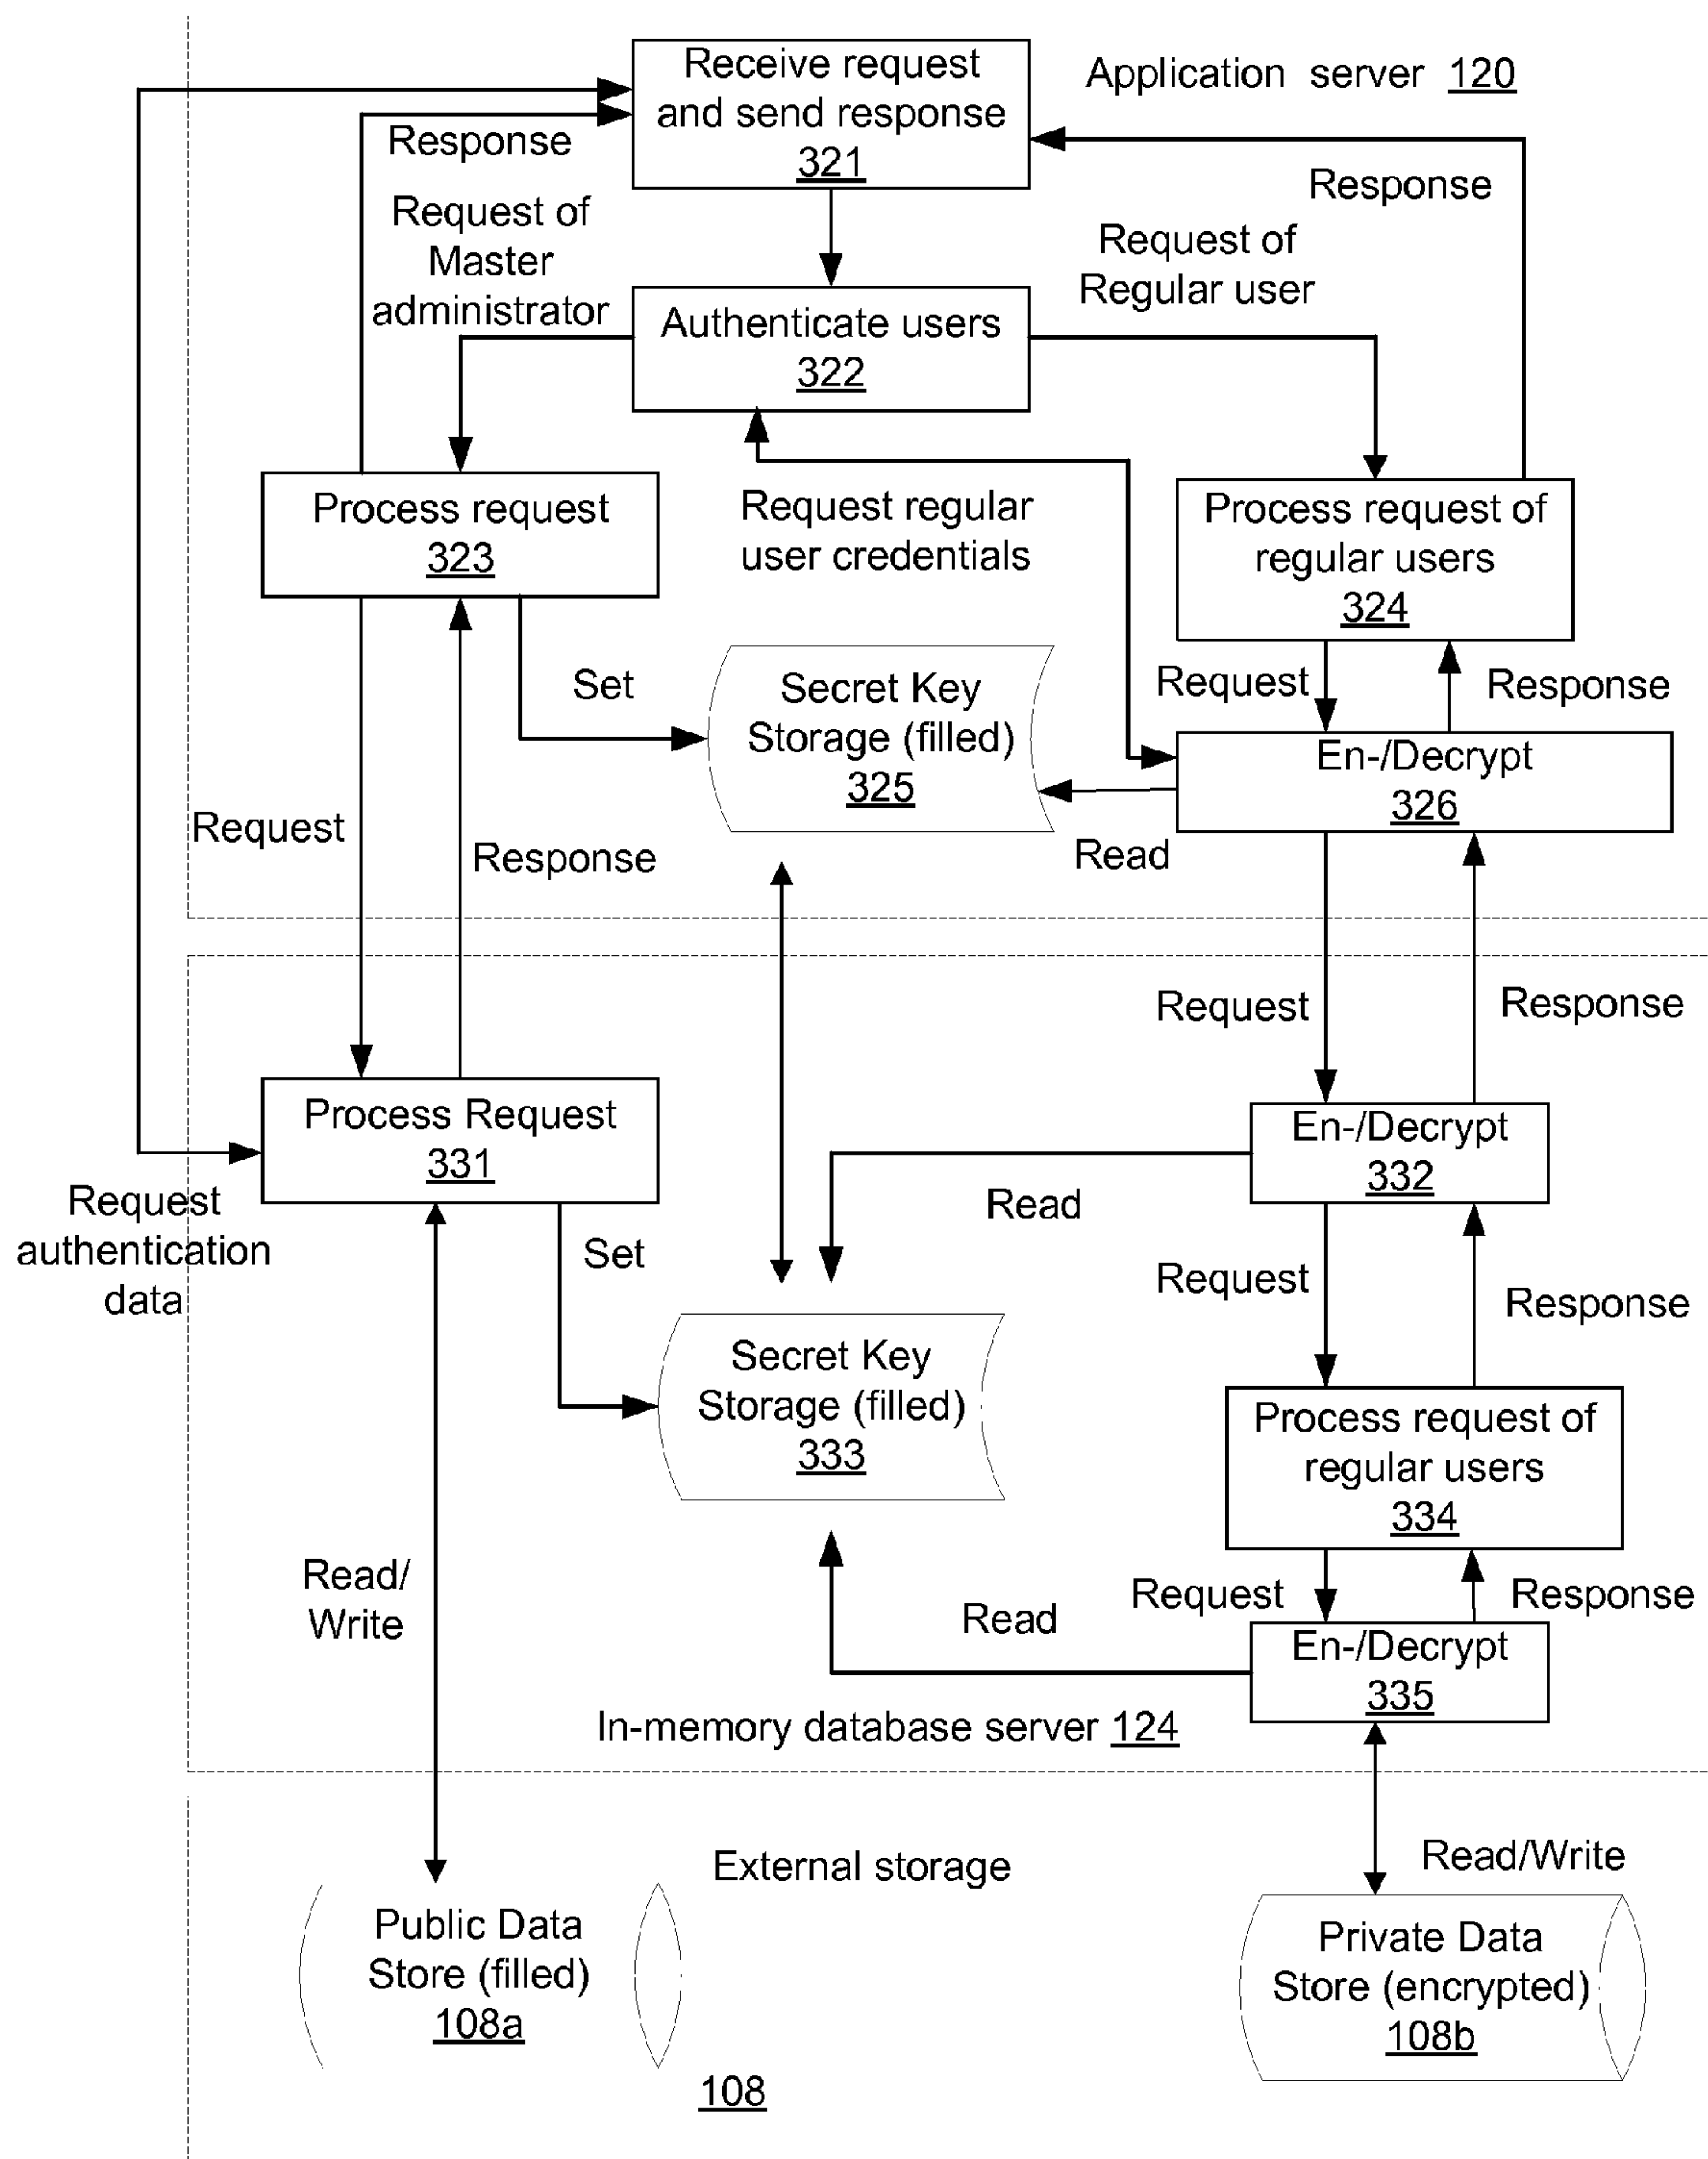 Receive request
and send response
321
Application server 120
Response
Response
Request of
Master
administrator
Request of
Regular user
Authenticate users
322
Process request
323
Request regular
user credentials
Process request of
regular users
324
Set
Secret Key
Storage (filled)
325
Request
Response
En-/Decrypt
326
Read
Request
Response
Request
Response
Process Request
331
En-/Decrypt
332
Request
authentication
data
Set
Read
Request
Response
Secret Key
Storage (filled)
333
Process request of
regular users
334
Read/
Write
Read
Request
Response
En-/Decrypt
335
In-memory database server 124
External storage
Read/Write
Public Data
Store (filled)
108a
Private Data
Store (encrypted)
108b
108